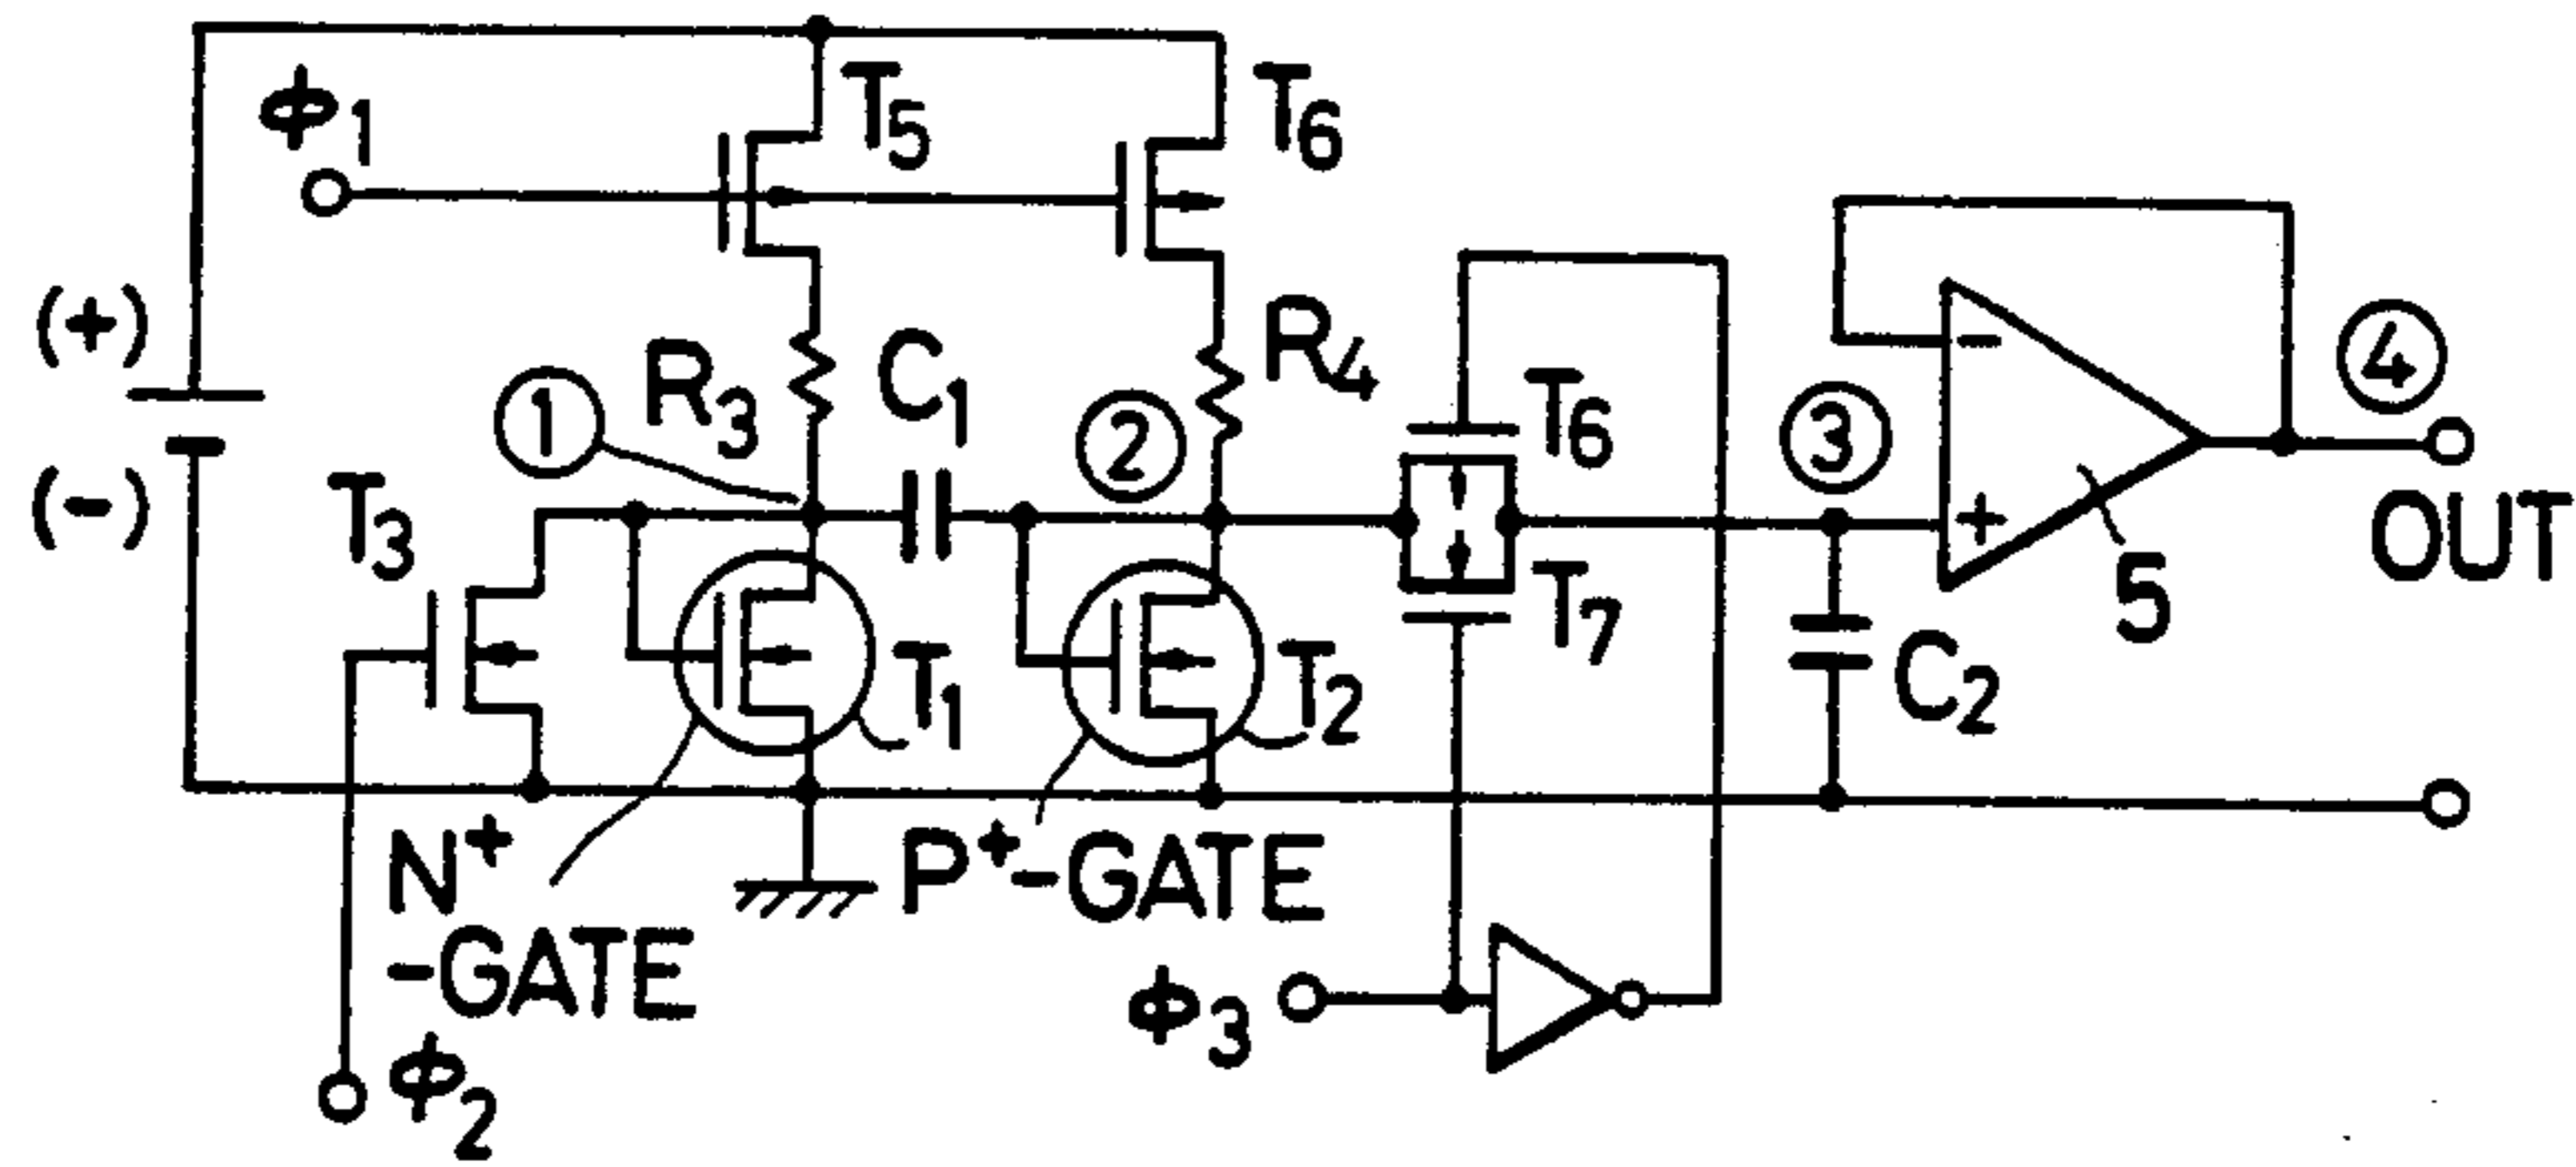 ϕ1
T5
T6
(+)
(-)
R3
C1
R4
①
②
③
④
T3
T6
T7
-
+
5
OUT
T1
T2
C2
N+
-GATE
P+-GATE
ϕ2
ϕ3